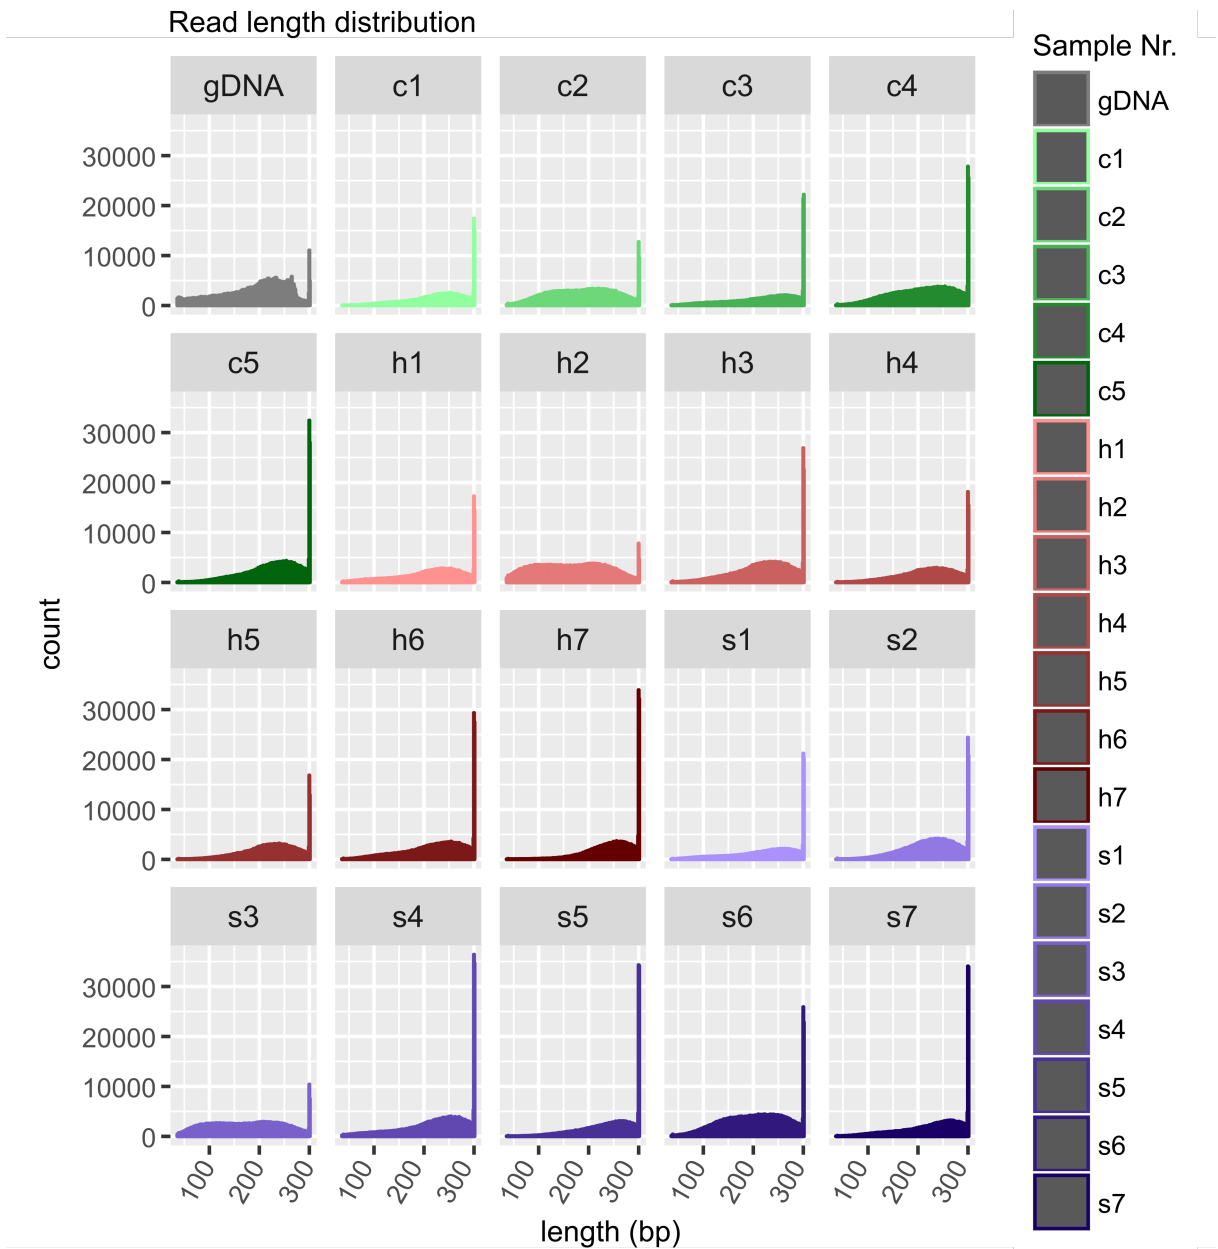 Read length distribution
gDNA c1 c2 c3 c4
30000
20000
10000
0
c5 h1 h2 h3 h4
30000
20000
10000
0
h5 h6 h7 s1 s2
30000
20000
10000
0
s3 s4 s5 s6 s7
30000
20000
10000
0
100 200 300 100 200 300 100 200 300 100 200 300 100 200 300
count
length (bp)
Sample Nr.
gDNA
c1
c2
c3
c4
c5
h1
h2
h3
h4
h5
h6
h7
s1
s2
s3
s4
s5
s6
s7